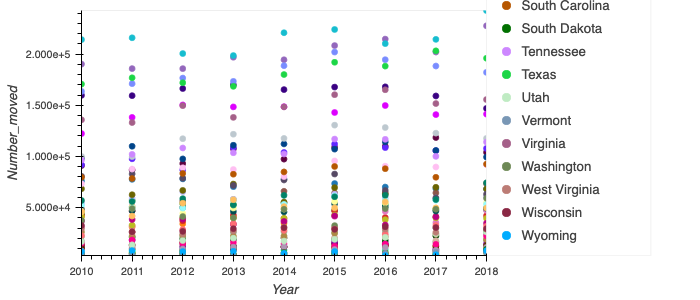 South Carolina
South Dakota
Tennessee
Texas
Utah
Vermont
Virginia
Washington
West Virginia
Wisconsin
Wyoming
Number_moved
2.000e+5
1.500e+5
1.000e+5
5.000e+4
2010 2011 2012 2013 2014 2015 2016 2017 2018
Year